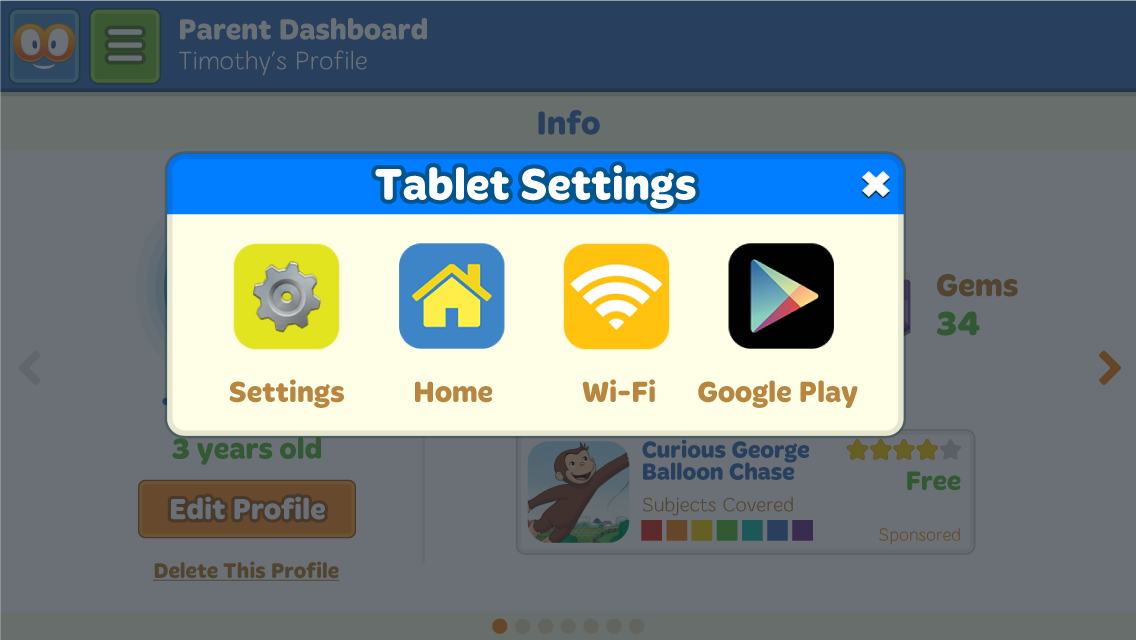 Parent Dashboard
Timothy's Profile
Info
Tablet Settings
Settings
Home
Wi-Fi
Google Play
Gems
34
3 years old
Edit Profile
Delete This Profile
Curious George
Balloon Chase
Free
Subjects Covered
Sponsored